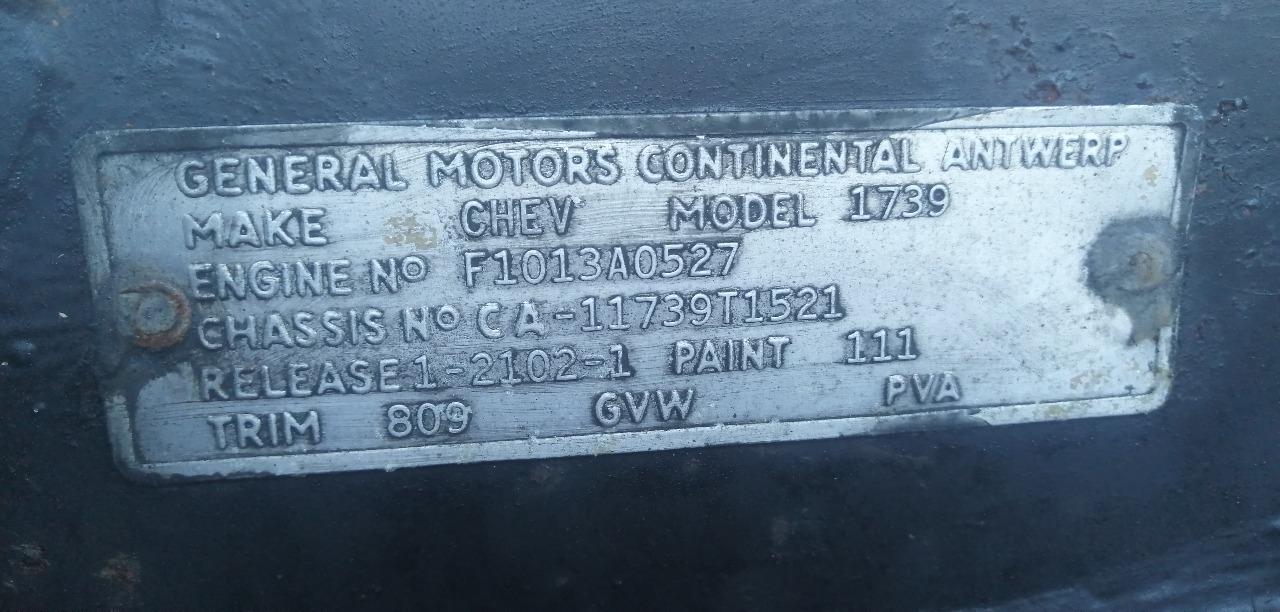 GENERAL MOTORS CONTINENTAL ANTWERP
MAKE CHEV MODEL 1739
ENGINE No F1013A0527
CHASSIS No CA-11739T1521
RELEASE 1-2102-1 PAINT 111
TRIM 809 GVW PVA